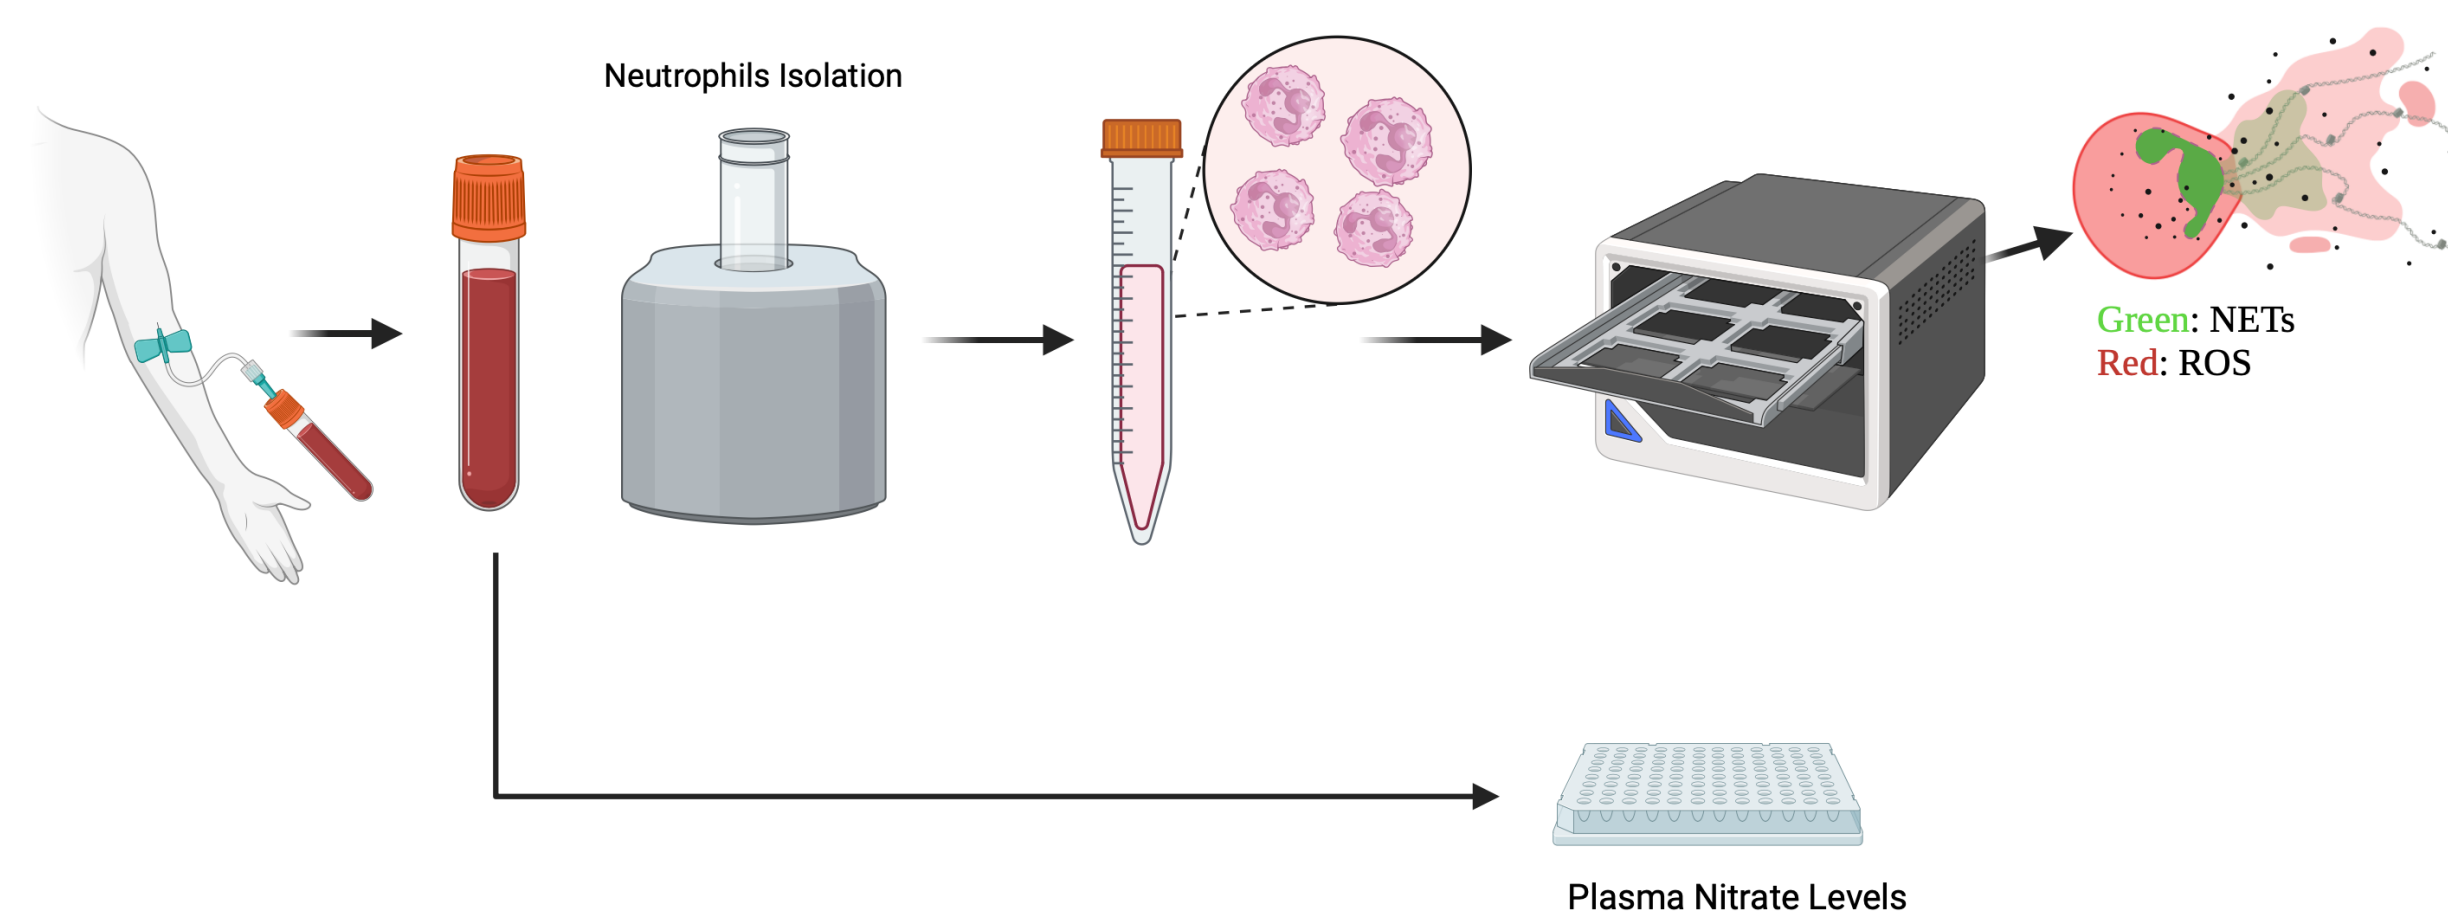 Neutrophils Isolation
Green: NETs
Red: ROS
Plasma Nitrate Levels